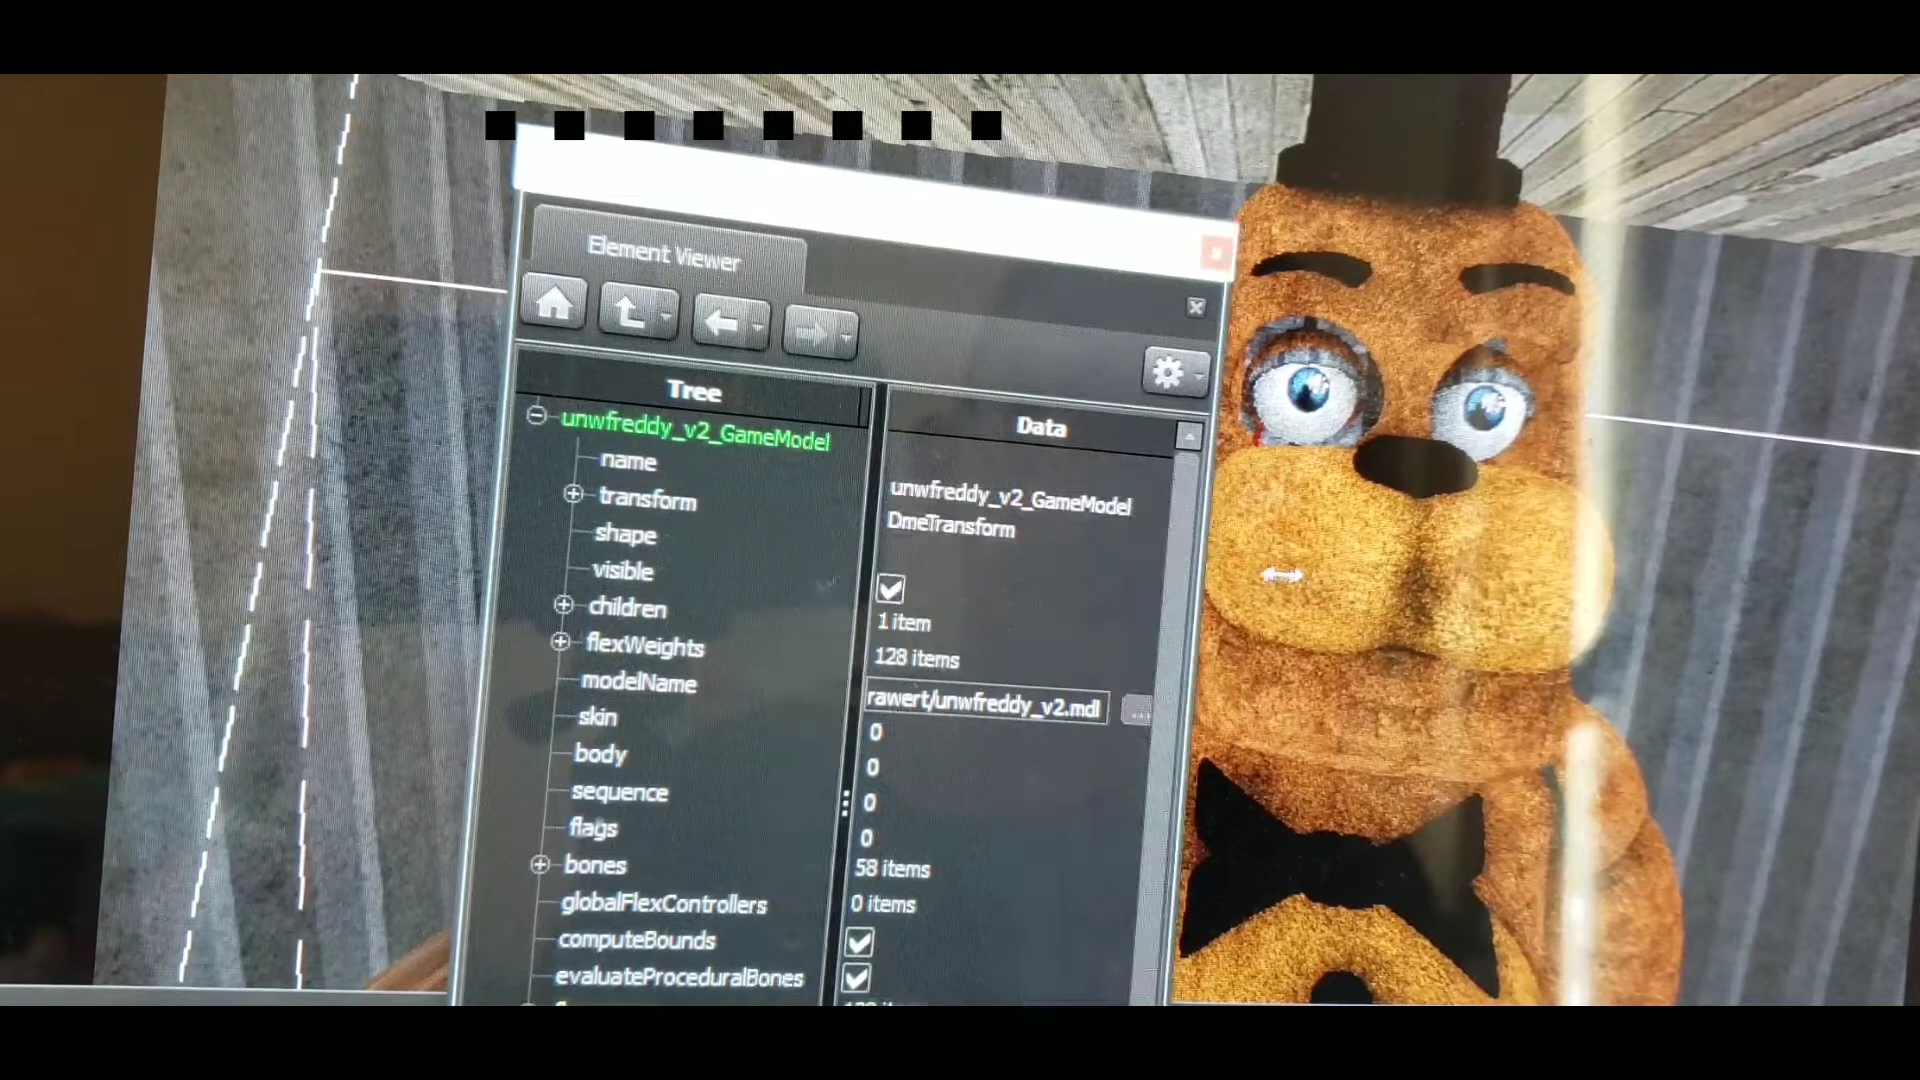 Element Viewer
Tree
Data
unwfreddy_v2_GameModel
name
unwfreddy_v2_GameModel
transform
DmeTransform
shape
visible
children
1 item
flexWeights
128 items
modelName
rawert/unwfreddy_v2.mdl
...
skin
0
body
0
sequence
0
flags
0
bones
58 items
globalFlexControllers
0 items
computeBounds
evaluateProceduralBones